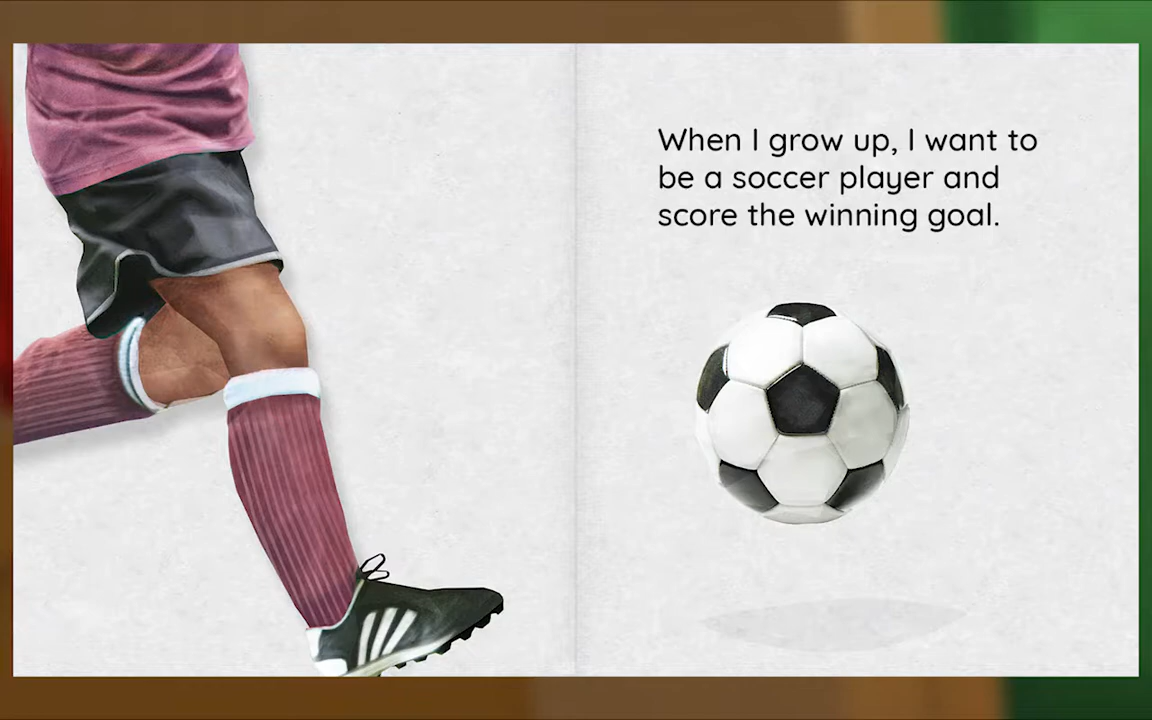 When I grow up, I want to
be a soccer player and
score the winning goal.